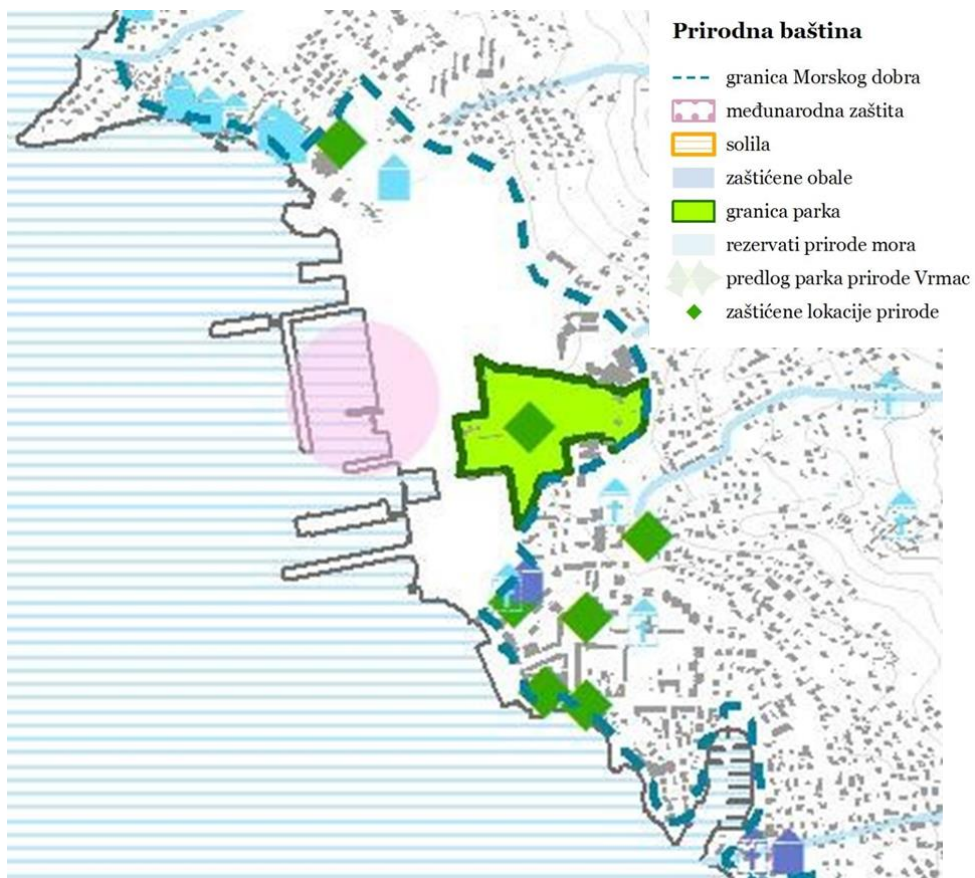 Prirodna baština
granica Morskog dobra
međunarodna zaštita
solila
zaštićene obale
granica parka
rezervati prirode mora
predlog parka prirode Vrmac
zaštićene lokacije prirode